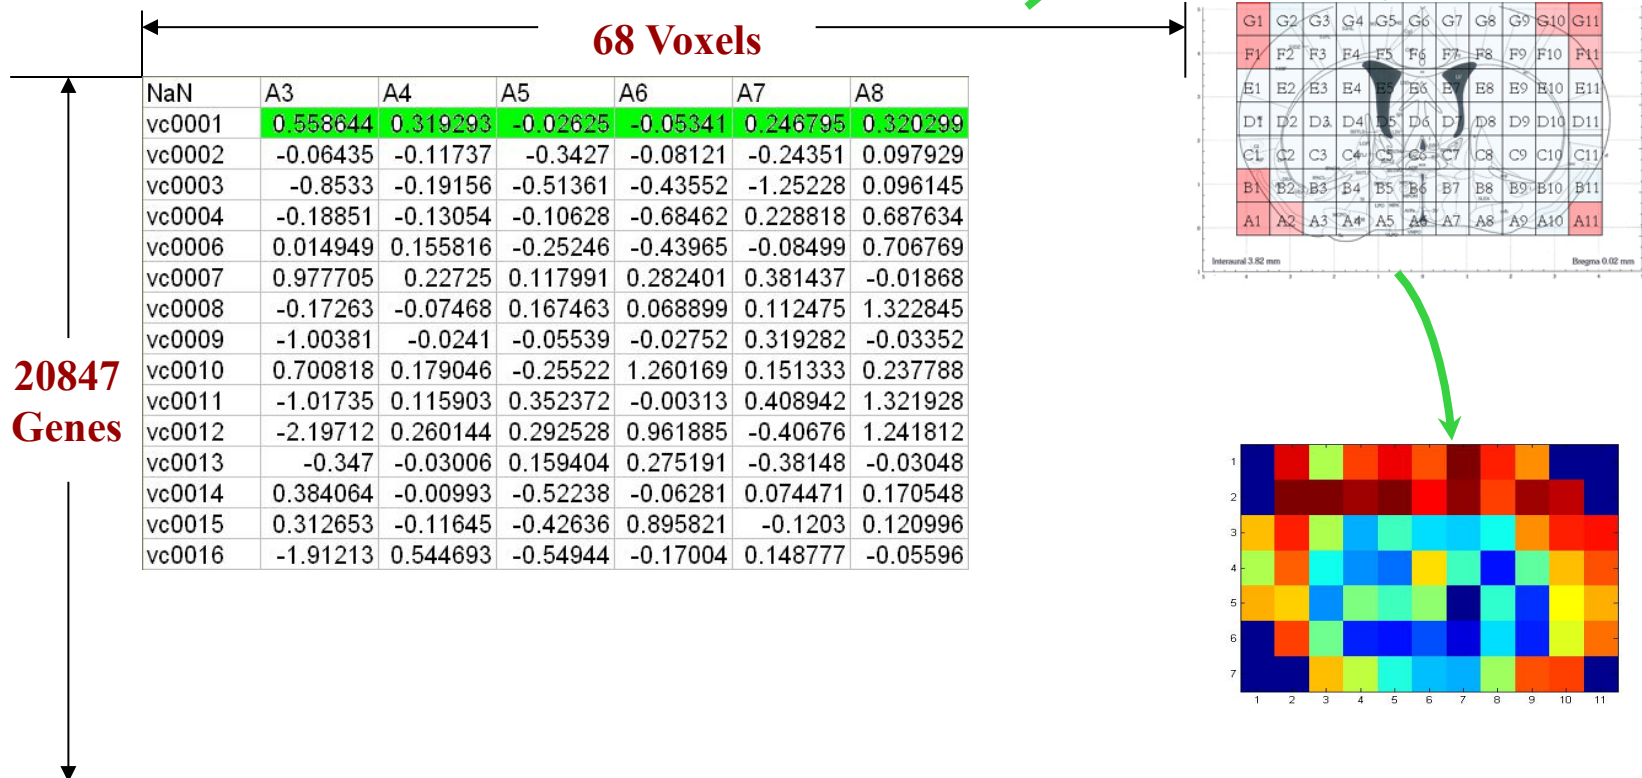 68 Voxels
20847
Genes
NaN A3 A4 A5 A6 A7 A8
vc0001 0.558644 0.319293 -0.02625 -0.05341 0.246795 0.320299
vc0002 -0.06435 -0.11737 -0.3427 -0.08121 -0.24351 0.097929
vc0003 -0.8533 -0.19156 -0.51361 -0.43552 -1.25228 0.096145
vc0004 -0.18851 -0.13054 -0.10628 -0.68462 0.228818 0.687634
vc0006 0.014949 0.155816 -0.25246 -0.43965 -0.08499 0.706769
vc0007 0.977705 0.22725 0.117991 0.282401 0.381437 -0.01868
vc0008 -0.17263 -0.07468 0.167463 0.068899 0.112475 1.322845
vc0009 -1.00381 -0.0241 -0.05539 -0.02752 0.319282 -0.03352
vc0010 0.700818 0.179046 -0.25522 1.260169 0.151333 0.237788
vc0011 -1.01735 0.115903 0.352372 -0.00313 0.408942 1.321928
vc0012 -2.19712 0.260144 0.292528 0.961885 -0.40676 1.241812
vc0013 -0.347 -0.03006 0.159404 0.275191 -0.38148 -0.03048
vc0014 0.384064 -0.00993 -0.52238 -0.06281 0.074471 0.170548
vc0015 0.312653 -0.11645 -0.42636 0.895821 -0.1203 0.120996
vc0016 -1.91213 0.544693 -0.54944 -0.17004 0.148777 -0.05596
G1 G2 G3 G4 G5 G6 G7 G8 G9 G10 G11
F1 F2 F3 F4 F5 F6 F7 F8 F9 F10 F11
E1 E2 E3 E4 E5 E6 E7 E8 E9 E10 E11
D1 D2 D3 D4 D5 D6 D7 D8 D9 D10 D11
C1 C2 C3 C4 C5 C6 C7 C8 C9 C10 C11
B1 B2 B3 B4 B5 B6 B7 B8 B9 B10 B11
A1 A2 A3 A4 A5 A6 A7 A8 A9 A10 A11
Interaural 3.82 mm Bregma 0.02 mm
1
2
3
4
5
6
7
1 2 3 4 5 6 7 8 9 10 11